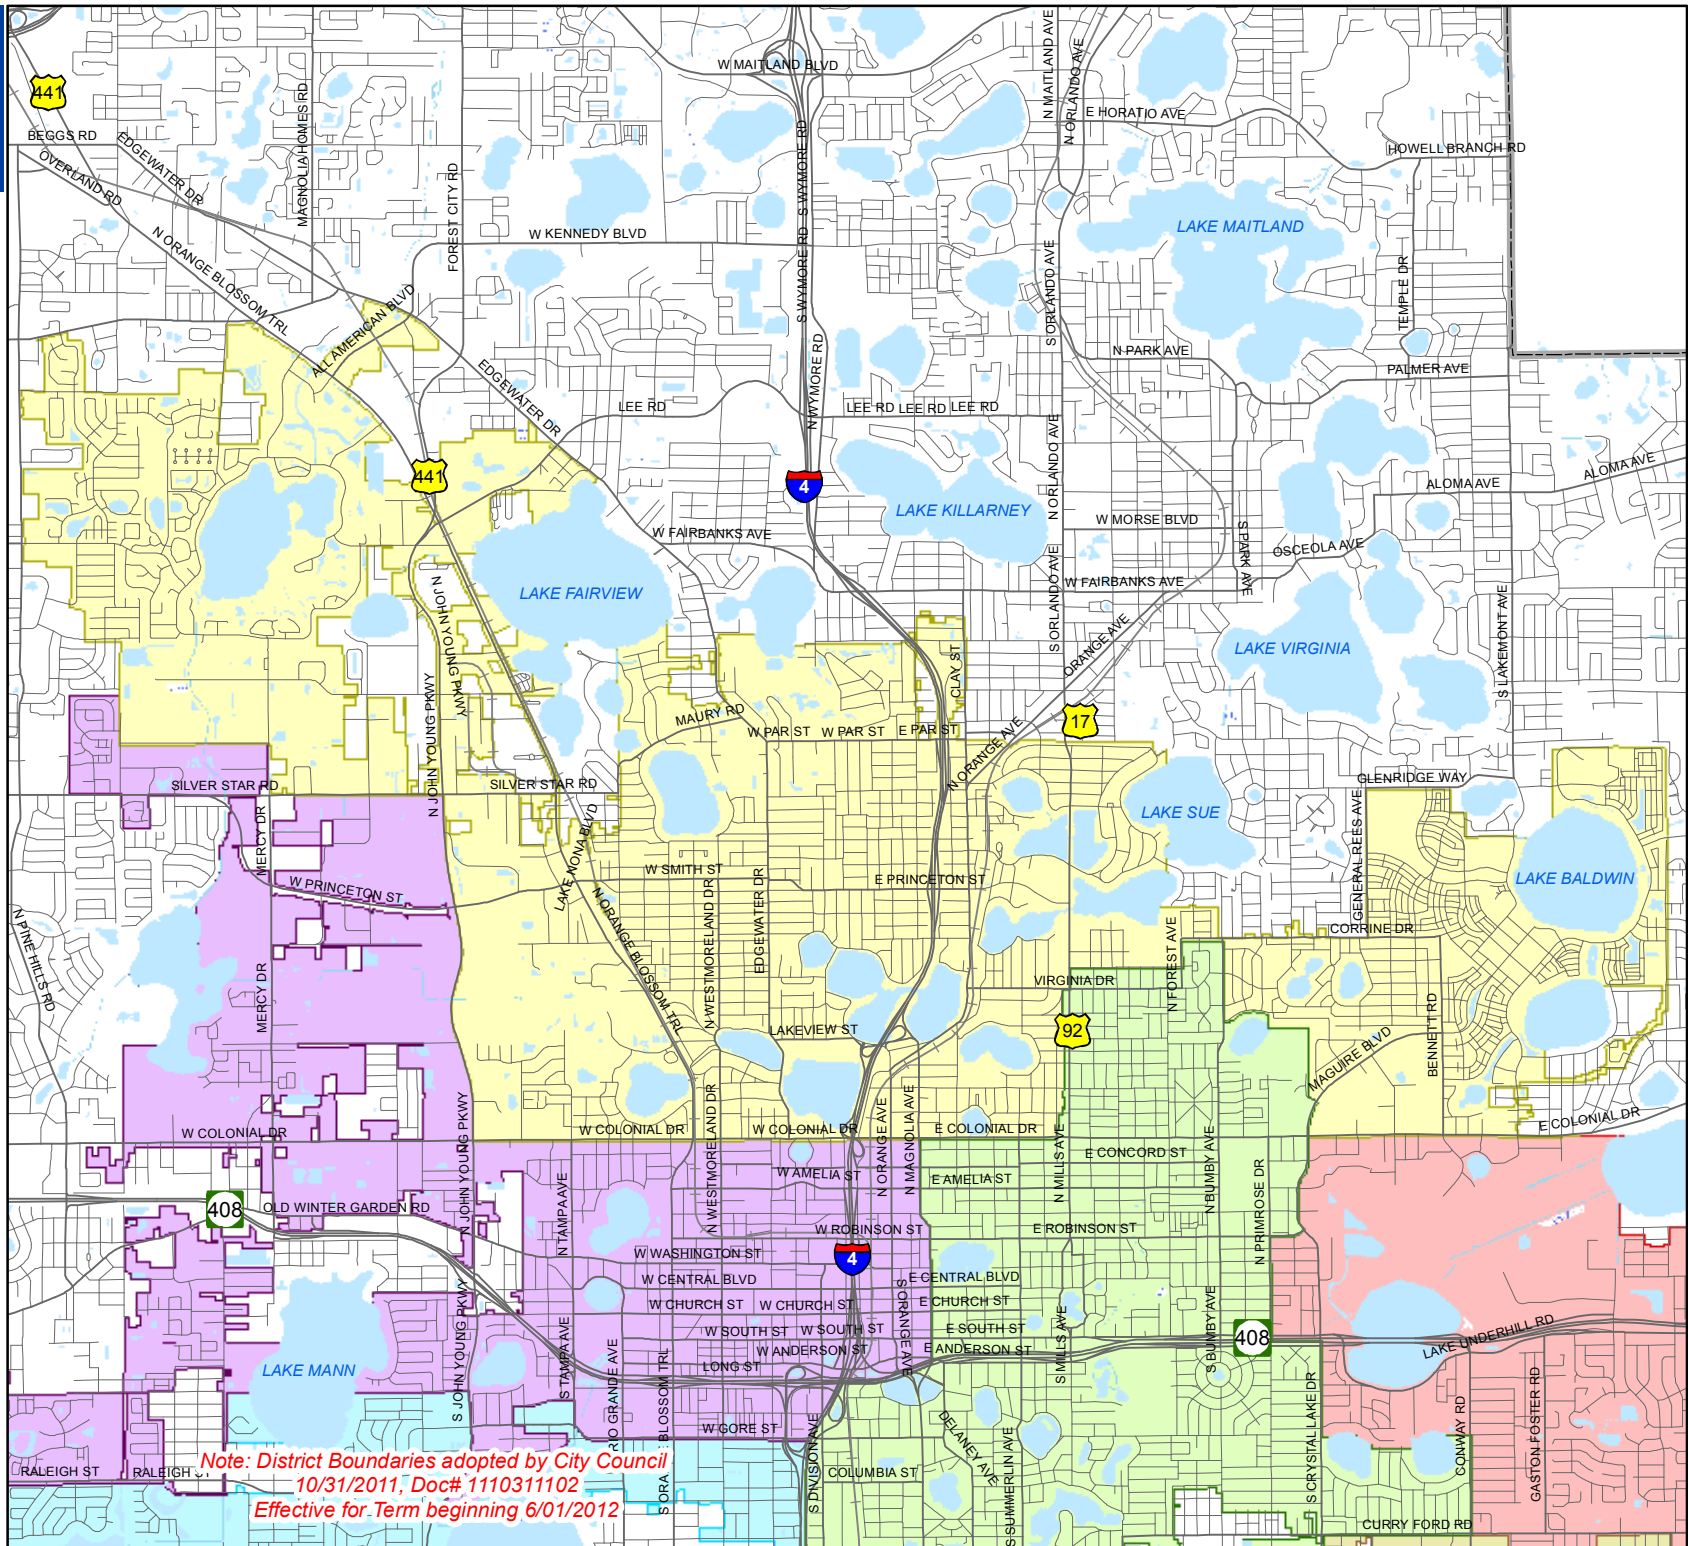 W MAITLAND BLVD
N MAITLAND AVE
N ORLANDO AVE
441
MAGNOLIA HOMES RD
E HORATIO AVE
BEGGS RD
EDGEWATER DR
S WYMORE RD
HOWELL BRANCH RD
OVERLAND RD
FOREST CITY RD
S WYMORE RD
LAKE MAITLAND
W KENNEDY BLVD
N ORANGE BLOSSOM TRL
S ORLANDO AVE
TEMPLE DR
ALL AMERICAN BLVD
N WYMORE RD
N PARK AVE
PALMER AVE
EDGEWATER DR
LEE RD
LEE RD
LEE RD
LEE RD
N ORLANDO AVE
441
4
ALOMA AVE
ALOMA AVE
LAKE KILLARNEY
W MORSE BLVD
W FAIRBANKS AVE
S PARK AVE
OSCEOLA AVE
N JOHN YOUNG PKWY
LAKE FAIRVIEW
S ORLANDO AVE
W FAIRBANKS AVE
ORANGE AVE
LAKE VIRGINIA
S LAKEMONT AVE
CLAY ST
N JOHN YOUNG PKWY
MAURY RD
W PAR ST
W PAR ST
E PAR ST
17
N ORANGE AVE
SILVER STAR RD
SILVER STAR RD
GLENRIDGE WAY
LAKE SUE
MERCY DR
LAKE NONA BLVD
GENERAL REES AVE
W SMITH ST
W PRINCETON ST
E PRINCETON ST
LAKE BALDWIN
N PINE HILLS RD
N ORANGE BLOSSOM TRL
N WESTMORELAND DR
EDGEWATER DR
N FOREST AVE
CORRINE DR
MERCY DR
VIRGINIA DR
BENNETT RD
LAKEVIEW ST
92
MAGUIRE BLVD
N JOHN YOUNG PKWY
N WESTMORELAND DR
N ORANGE AVE
N MAGNOLIA AVE
W COLONIAL DR
W COLONIAL DR
W COLONIAL DR
E COLONIAL DR
E COLONIAL DR
N MILLS AVE
E CONCORD ST
N BUMBY AVE
N PRIMROSE DR
W AMELIA ST
E AMELIA ST
408
OLD WINTER GARDEN RD
N TAMPA AVE
W ROBINSON ST
E ROBINSON ST
W WASHINGTON ST
4
W CENTRAL BLVD
E CENTRAL BLVD
W CHURCH ST
W CHURCH ST
E CHURCH ST
S ORANGE AVE
S JOHN YOUNG PKWY
W SOUTH ST
W SOUTH ST
E SOUTH ST
408
LAKE UNDERHILL RD
W ANDERSON ST
E ANDERSON ST
S MILLS AVE
S BUMBY AVE
LAKE MANN
LONG ST
S TAMPA AVE
RIO GRANDE AVE
BLOSSOM TRL
S CRYSTAL LAKE DR
CONWAY RD
GASTON FOSTER RD
W GORE ST
DELANEY AVE
S SUMMERLIN AVE
S DIVISION AVE
COLUMBIA ST
RALEIGH ST
RALEIGH
S ORA
CURRY FORD RD
Note: District Boundaries adopted by City Council
10/31/2011, Doc# 1110311102
Effective for Term beginning 6/01/2012